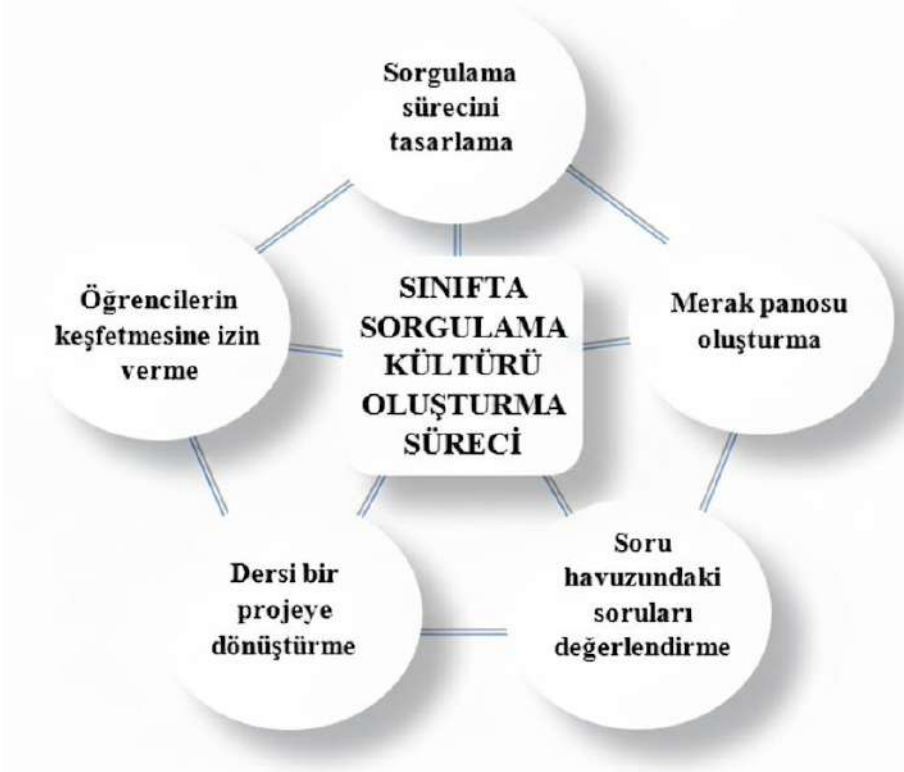 Sorgulama
sürecini
tasarlama
Öğrencilerin
keşfetmesine izin
verme
SINIFTA
SORGULAMA
KÜLTÜRÜ
OLUŞTURMA
SÜRECİ
Merak panosu
oluşturma
Dersi bir
projeye
dönüştürme
Soru
havuzundaki
soruları
değerlendirme